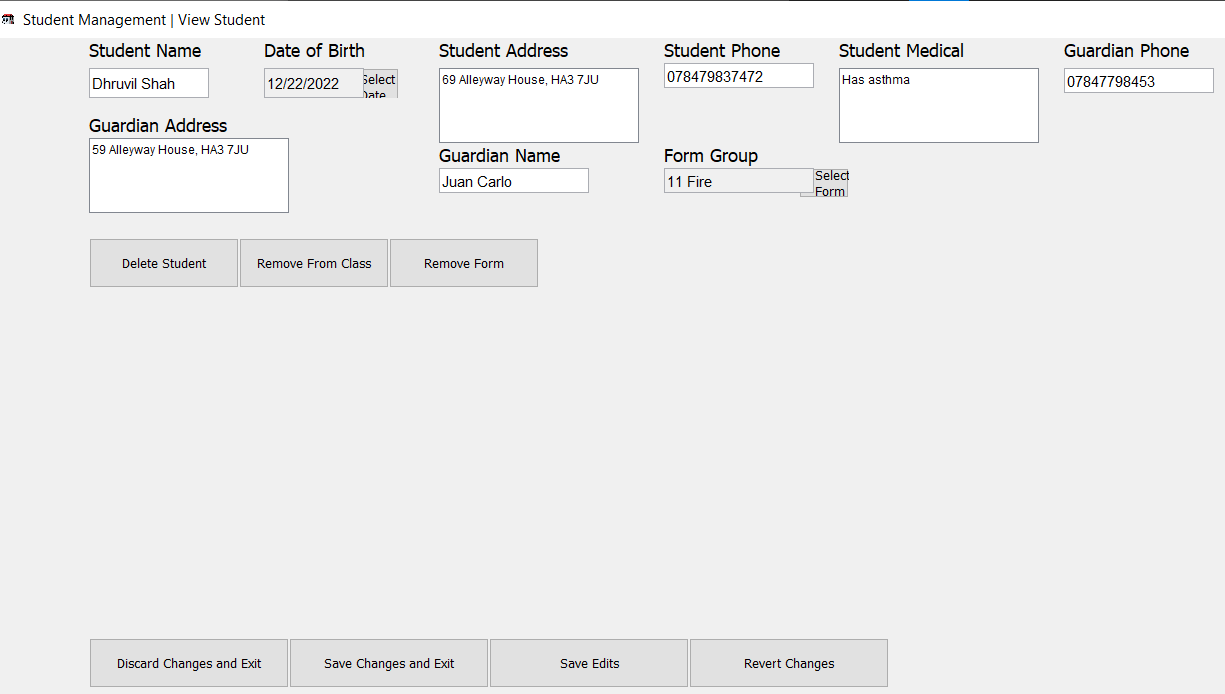 Student Management | View Student
Student Name
Date of Birth
Student Address
Student Phone
Student Medical
Guardian Phone
Dhruvil Shah
12/22/2022
Select
Date
69 Alleyway House, HA3 7JU
078479837472
Has asthma
07847798453
Guardian Address
59 Alleyway House, HA3 7JU
Guardian Name
Form Group
Juan Carlo
11 Fire
Select
Form
Delete Student
Remove From Class
Remove Form
Discard Changes and Exit
Save Changes and Exit
Save Edits
Revert Changes